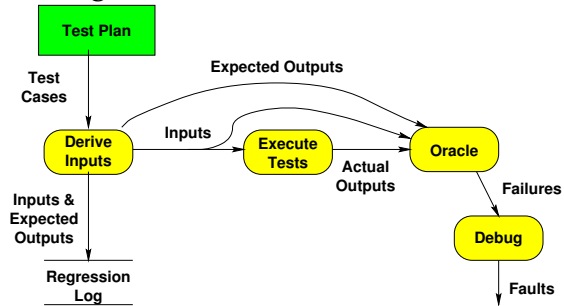 Test Plan
Test
Cases
Expected Outputs
Derive
Inputs
Inputs
Execute
Tests
Actual
Outputs
Oracle
Failures
Inputs &
Expected
Outputs
Debug
Regression
Log
Faults